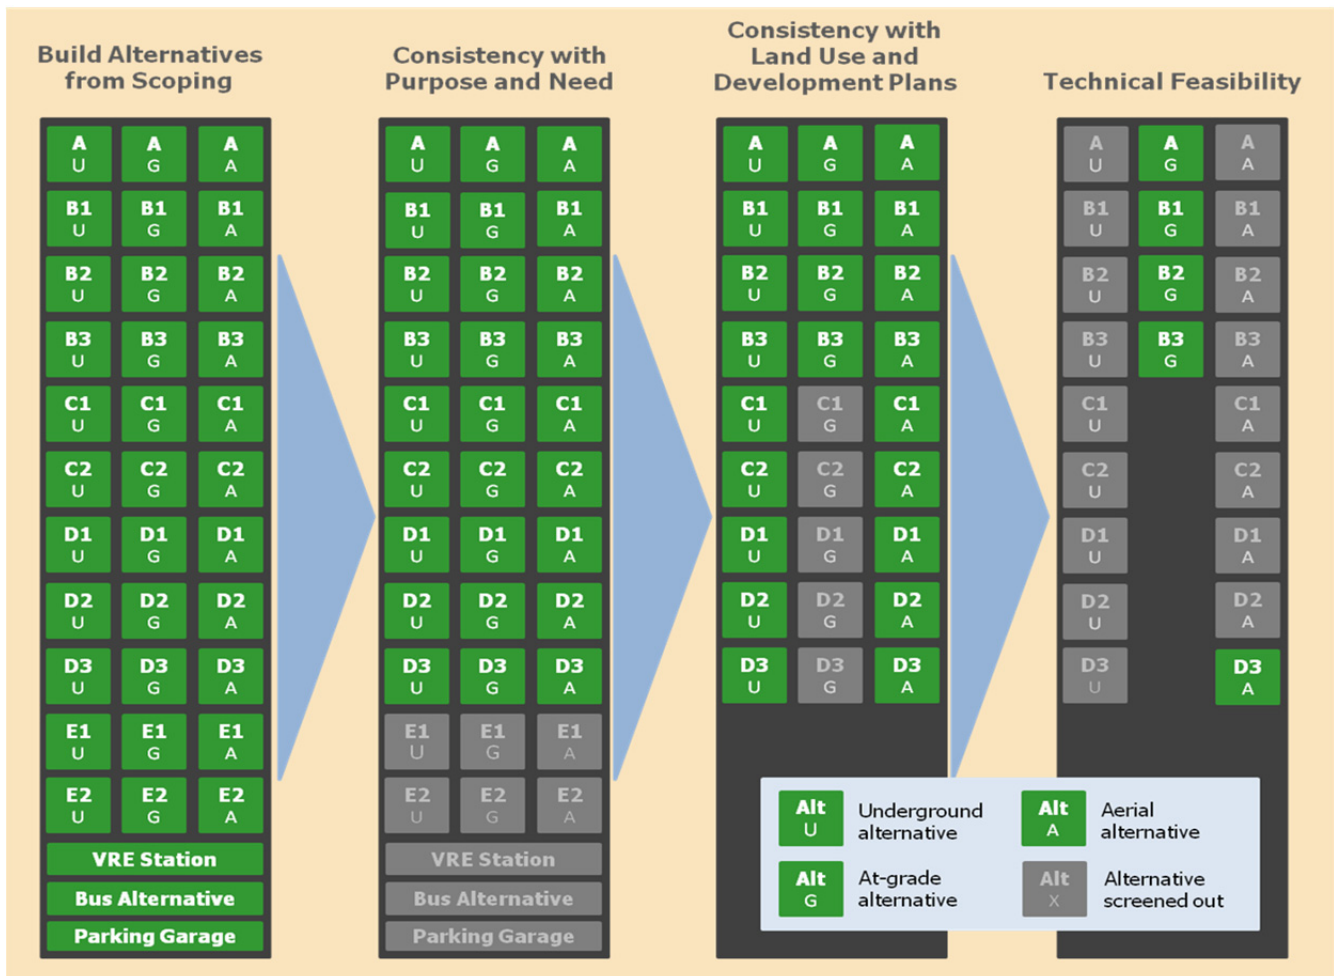 Build Alternatives
from Scoping
A A A
U G A
B1 B1 B1
U G A
B2 B2 B2
U G A
B3 B3 B3
U G A
C1 C1 C1
U G A
C2 C2 C2
U G A
D1 D1 D1
U G A
D2 D2 D2
U G A
D3 D3 D3
U G A
E1 E1 E1
U G A
E2 E2 E2
U G A
VRE Station
Bus Alternative
Parking Garage
Consistency with
Purpose and Need
A A A
U G A
B1 B1 B1
U G A
B2 B2 B2
U G A
B3 B3 B3
U G A
C1 C1 C1
U G A
C2 C2 C2
U G A
D1 D1 D1
U G A
D2 D2 D2
U G A
D3 D3 D3
U G A
E1 E1 E1
U G A
E2 E2 E2
U G A
VRE Station
Bus Alternative
Parking Garage
Consistency with
Land Use and
Development Plans
A A A
U G A
B1 B1 B1
U G A
B2 B2 B2
U G A
B3 B3 B3
U G A
C1 C1 C1
U G A
C2 C2 C2
U G A
D1 D1 D1
U G A
D2 D2 D2
U G A
D3 D3 D3
U G A
Technical Feasibility
A A A
U G A
B1 B1 B1
U G A
B2 B2 B2
U G A
B3 B3 B3
U G A
C1 C1
U A
C2 C2
U A
D1 D1
U A
D2 D2
U A
D3 D3
U A
Alt
U
Underground
alternative
Alt
A
Aerial
alternative
Alt
G
At-grade
alternative
Alt
X
Alternative
screened out